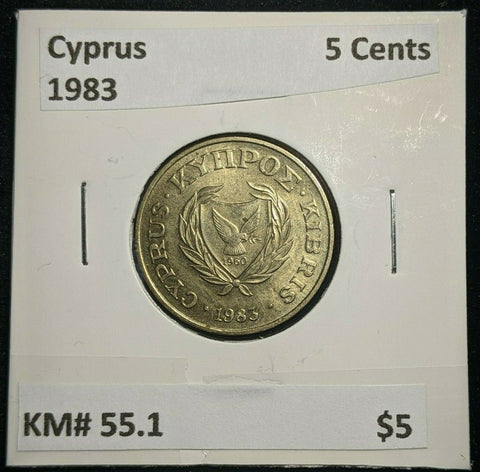 Cyprus 5 Cents
1983
CYPRUS · ΚΥΠΡΟΣ · KIBRIS
1960
· 1983 ·
KM# 55.1 $5